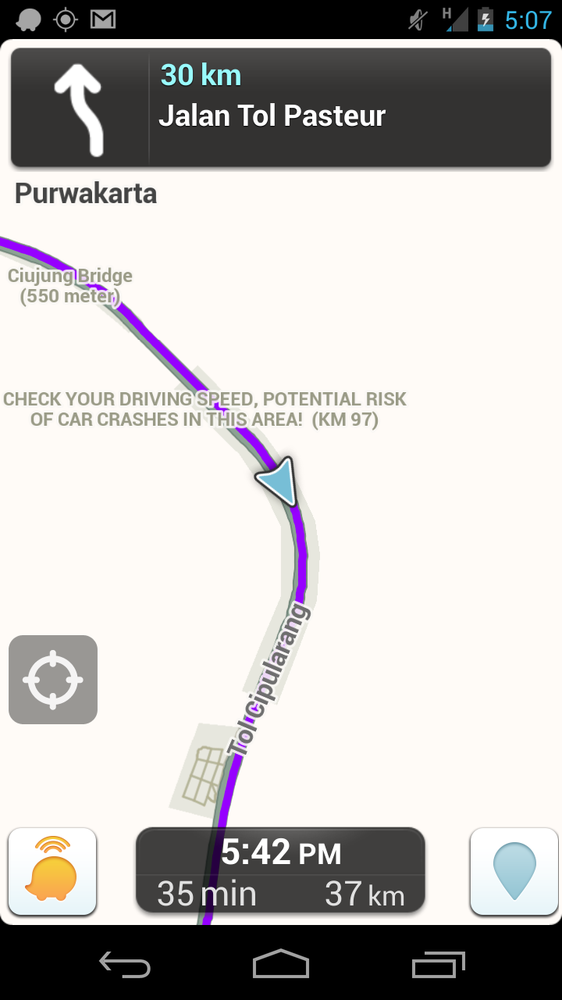 H
5:07
30 km
Jalan Tol Pasteur
Purwakarta
Ciujung Bridge
(550 meter)
CHECK YOUR DRIVING SPEED, POTENTIAL RISK
OF CAR CRASHES IN THIS AREA! (KM 97)
Tol Cipularang
5:42 PM
35 min 37 km